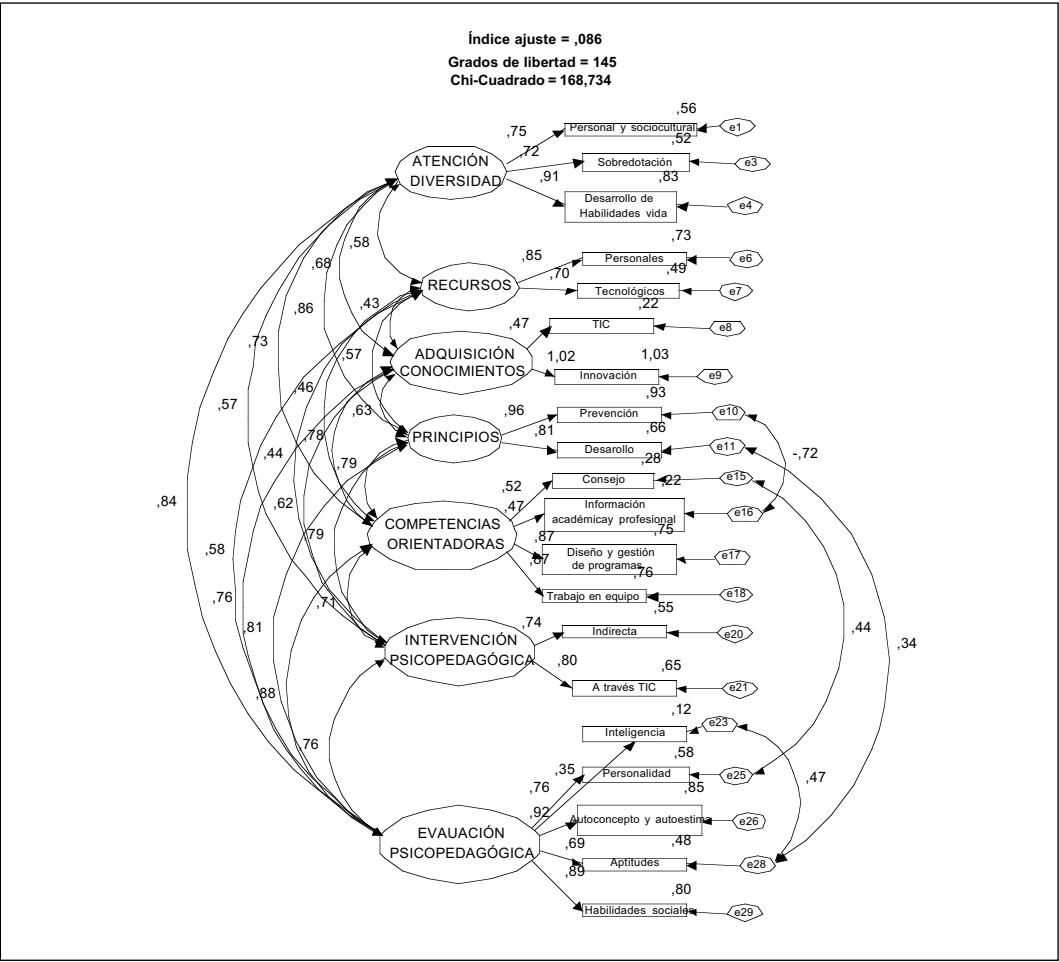 Índice ajuste = ,086
Grados de libertad = 145
Chi-Cuadrado = 168,734
,56
,75
Personal y sociocultural
e1
,52
,72
ATENCIÓN
DIVERSIDAD
Sobredotación
e3
,83
,91
Desarrollo de
Habilidades vida
e4
,58
,73
,68
,85
Personales
e6
,49
,70
RECURSOS
Tecnológicos
e7
,43
,22
,86
,47
TIC
e8
,73
,57
ADQUISICIÓN
CONOCIMIENTOS
1,02
1,03
Innovación
e9
,46
,93
,57
,63
,96
Prevención
e10
,66
,78
PRINCIPIOS
,81
Desarollo
e11
,28
-,72
,44
,79
Consejo
,22
e15
,84
,62
,52
,47
Información
académicay profesional
e16
COMPETENCIAS
ORIENTADORAS
,75
,79
,87
Diseño y gestión
de programas
e17
,58
,87
,76
,76
,71
Trabajo en equipo
e18
,55
,81
,74
Indirecta
e20
,44
,34
INTERVENCIÓN
PSICOPEDAGÓGICA
,80
,65
A través TIC
e21
,88
,12
Inteligencia
e23
,76
,58
,35
,76
Personalidad
e25
,47
,85
,92
Autoconcepto y autoestima
e26
EVAUACIÓN
PSICOPEDAGÓGICA
,69
,48
Aptitudes
e28
,89
,80
Habilidades sociales
e29